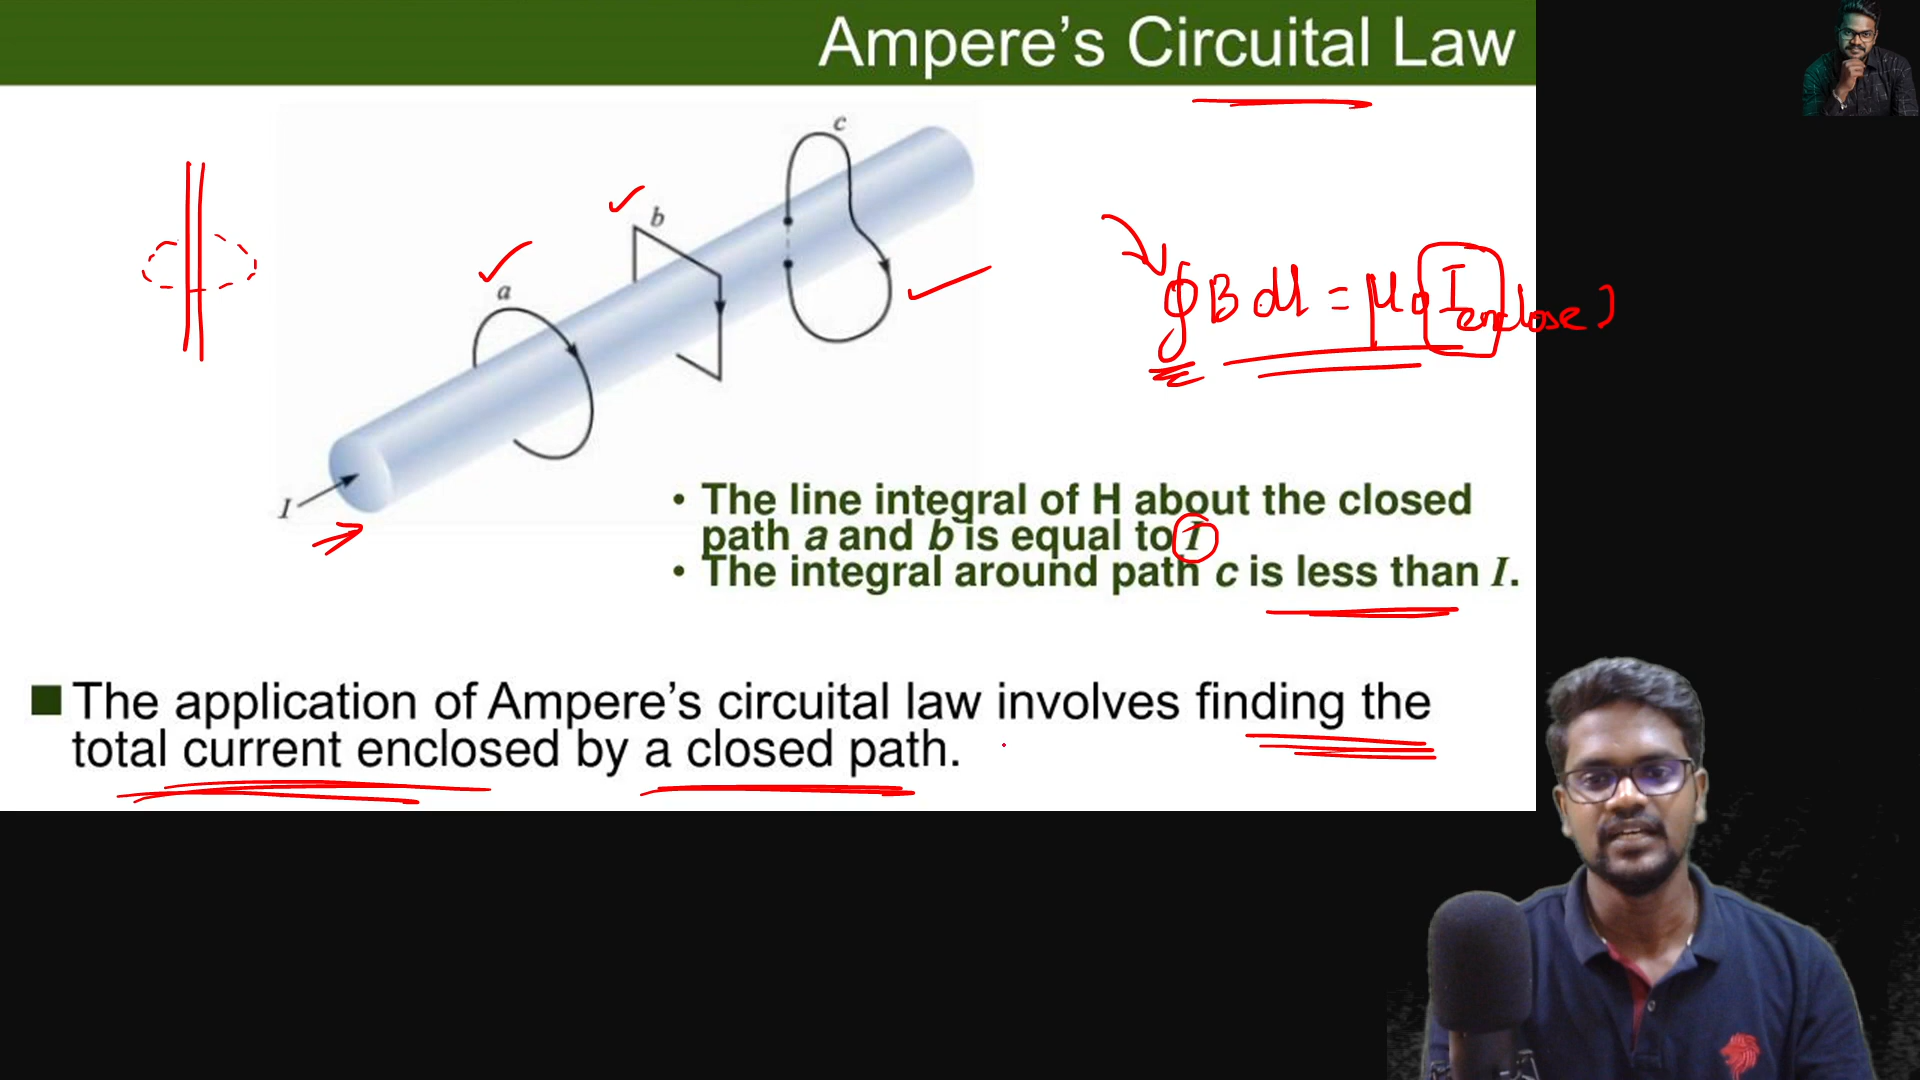 Ampere's Circuital Law
c
b
a
I
∮B dl = μ₀ I enclose)
• The line integral of H about the closed
path a and b is equal to I
• The integral around path c is less than I.
■ The application of Ampere's circuital law involves finding the
total current enclosed by a closed path.